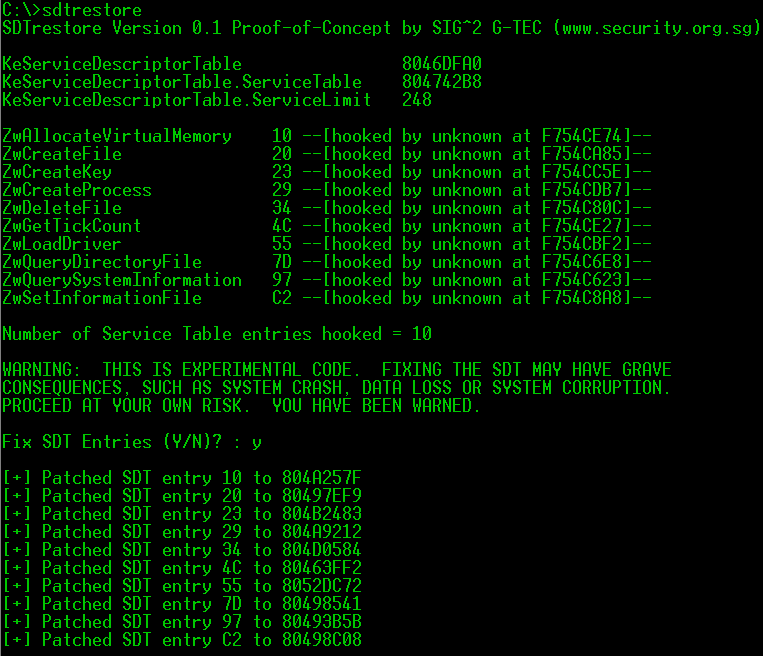 C:\>sdtrestore
SDTrestore Version 0.1 Proof-of-Concept by SIG^2 G-TEC (www.security.org.sg)
KeServiceDescriptorTable                8046DFA0
KeServiceDecriptorTable.ServiceTable    804742B8
KeServiceDescriptorTable.ServiceLimit   248
ZwAllocateVirtualMemory    10 --[hooked by unknown at F754CE74]--
ZwCreateFile               20 --[hooked by unknown at F754CA85]--
ZwCreateKey                23 --[hooked by unknown at F754CC5E]--
ZwCreateProcess            29 --[hooked by unknown at F754CDB7]--
ZwDeleteFile               34 --[hooked by unknown at F754C80C]--
ZwGetTickCount             4C --[hooked by unknown at F754CE27]--
ZwLoadDriver               55 --[hooked by unknown at F754CBF2]--
ZwQueryDirectoryFile       7D --[hooked by unknown at F754C6E8]--
ZwQuerySystemInformation   97 --[hooked by unknown at F754C623]--
ZwSetInformationFile       C2 --[hooked by unknown at F754C8A8]--
Number of Service Table entries hooked = 10
WARNING:  THIS IS EXPERIMENTAL CODE.  FIXING THE SDT MAY HAVE GRAVE
CONSEQUENCES, SUCH AS SYSTEM CRASH, DATA LOSS OR SYSTEM CORRUPTION.
PROCEED AT YOUR OWN RISK.  YOU HAVE BEEN WARNED.
Fix SDT Entries (Y/N)? : y
[+] Patched SDT entry 10 to 804A257F
[+] Patched SDT entry 20 to 80497EF9
[+] Patched SDT entry 23 to 804B2483
[+] Patched SDT entry 29 to 804A9212
[+] Patched SDT entry 34 to 804D0584
[+] Patched SDT entry 4C to 80463FF2
[+] Patched SDT entry 55 to 8052DC72
[+] Patched SDT entry 7D to 80498541
[+] Patched SDT entry 97 to 80493B5B
[+] Patched SDT entry C2 to 80498C08